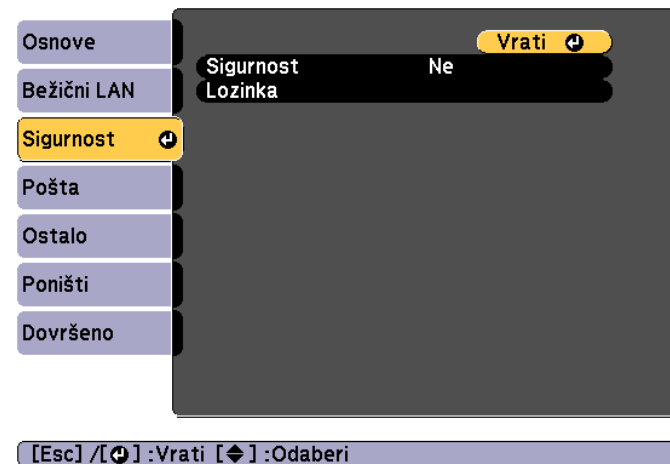 Osnove
Bežični LAN
Sigurnost
Pošta
Ostalo
Poništi
Dovršeno
Vrati
Sigurnost Ne
Lozinka
[Esc] /[ ] :Vrati [ ] :Odaberi